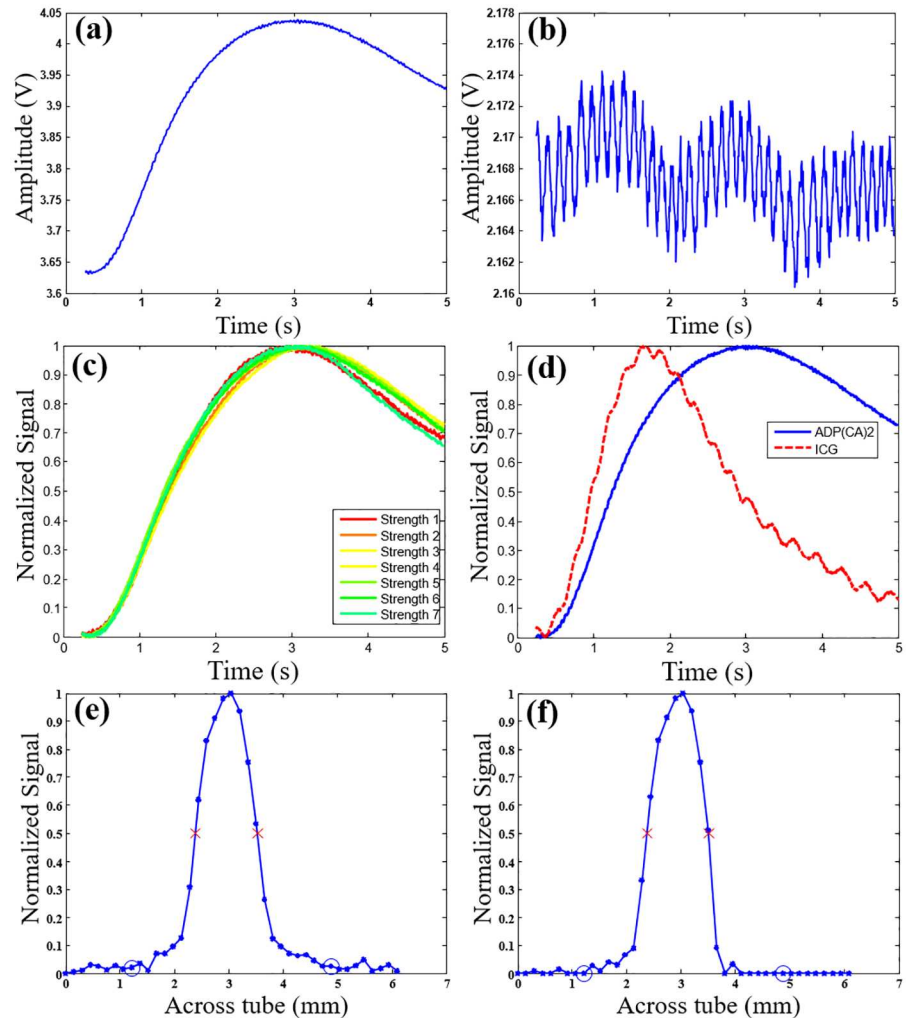 (a)
Amplitude (V)
4.05
4
3.95
3.9
3.85
3.8
3.75
3.7
3.65
3.6
0 1 2 3 4 5
Time (s)
(b)
Amplitude (V)
2.178
2.176
2.174
2.172
2.17
2.168
2.166
2.164
2.162
2.16
0 1 2 3 4 5
Time (s)
(c)
Normalized Signal
1
0.9
0.8
0.7
0.6
0.5
0.4
0.3
0.2
0.1
0
Strength 1
Strength 2
Strength 3
Strength 4
Strength 5
Strength 6
Strength 7
0 1 2 3 4 5
Time (s)
(d)
Normalized Signal
1
0.9
0.8
0.7
0.6
0.5
0.4
0.3
0.2
0.1
0
ADP(CA)2
ICG
0 1 2 3 4 5
Time (s)
(e)
Normalized Signal
1
0.9
0.8
0.7
0.6
0.5
0.4
0.3
0.2
0.1
0
0 1 2 3 4 5 6 7
Across tube (mm)
(f)
Normalized Signal
1
0.9
0.8
0.7
0.6
0.5
0.4
0.3
0.2
0.1
0
0 1 2 3 4 5 6 7
Across tube (mm)